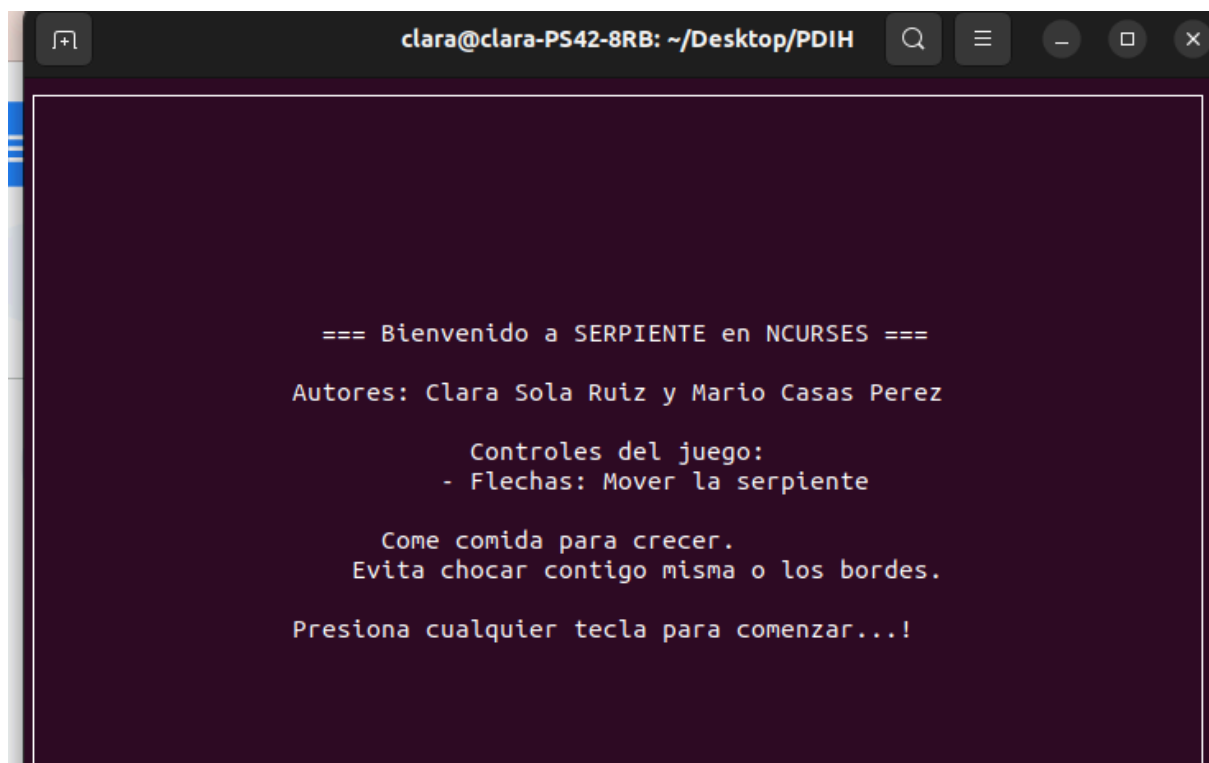 clara@clara-PS42-8RB: ~/Desktop/PDIH
=== Bienvenido a SERPIENTE en NCURSES ===
Autores: Clara Sola Ruiz y Mario Casas Perez
Controles del juego:
- Flechas: Mover la serpiente
Come comida para crecer.
Evita chocar contigo misma o los bordes.
Presiona cualquier tecla para comenzar...!